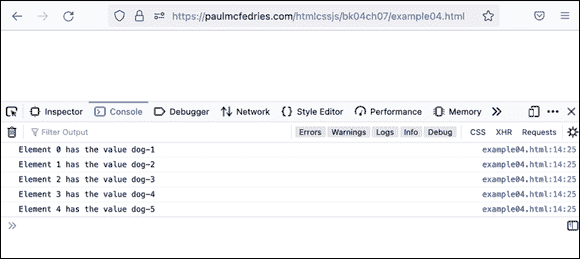 https://paulmcfedries.com/htmlcssjs/bk04ch07/example04.html
Inspector Console Debugger Network Style Editor Performance Memory
Filter Output Errors Warnings Logs Info Debug CSS XHR Requests
Element 0 has the value dog-1 example04.html:14:25
Element 1 has the value dog-2 example04.html:14:25
Element 2 has the value dog-3 example04.html:14:25
Element 3 has the value dog-4 example04.html:14:25
Element 4 has the value dog-5 example04.html:14:25